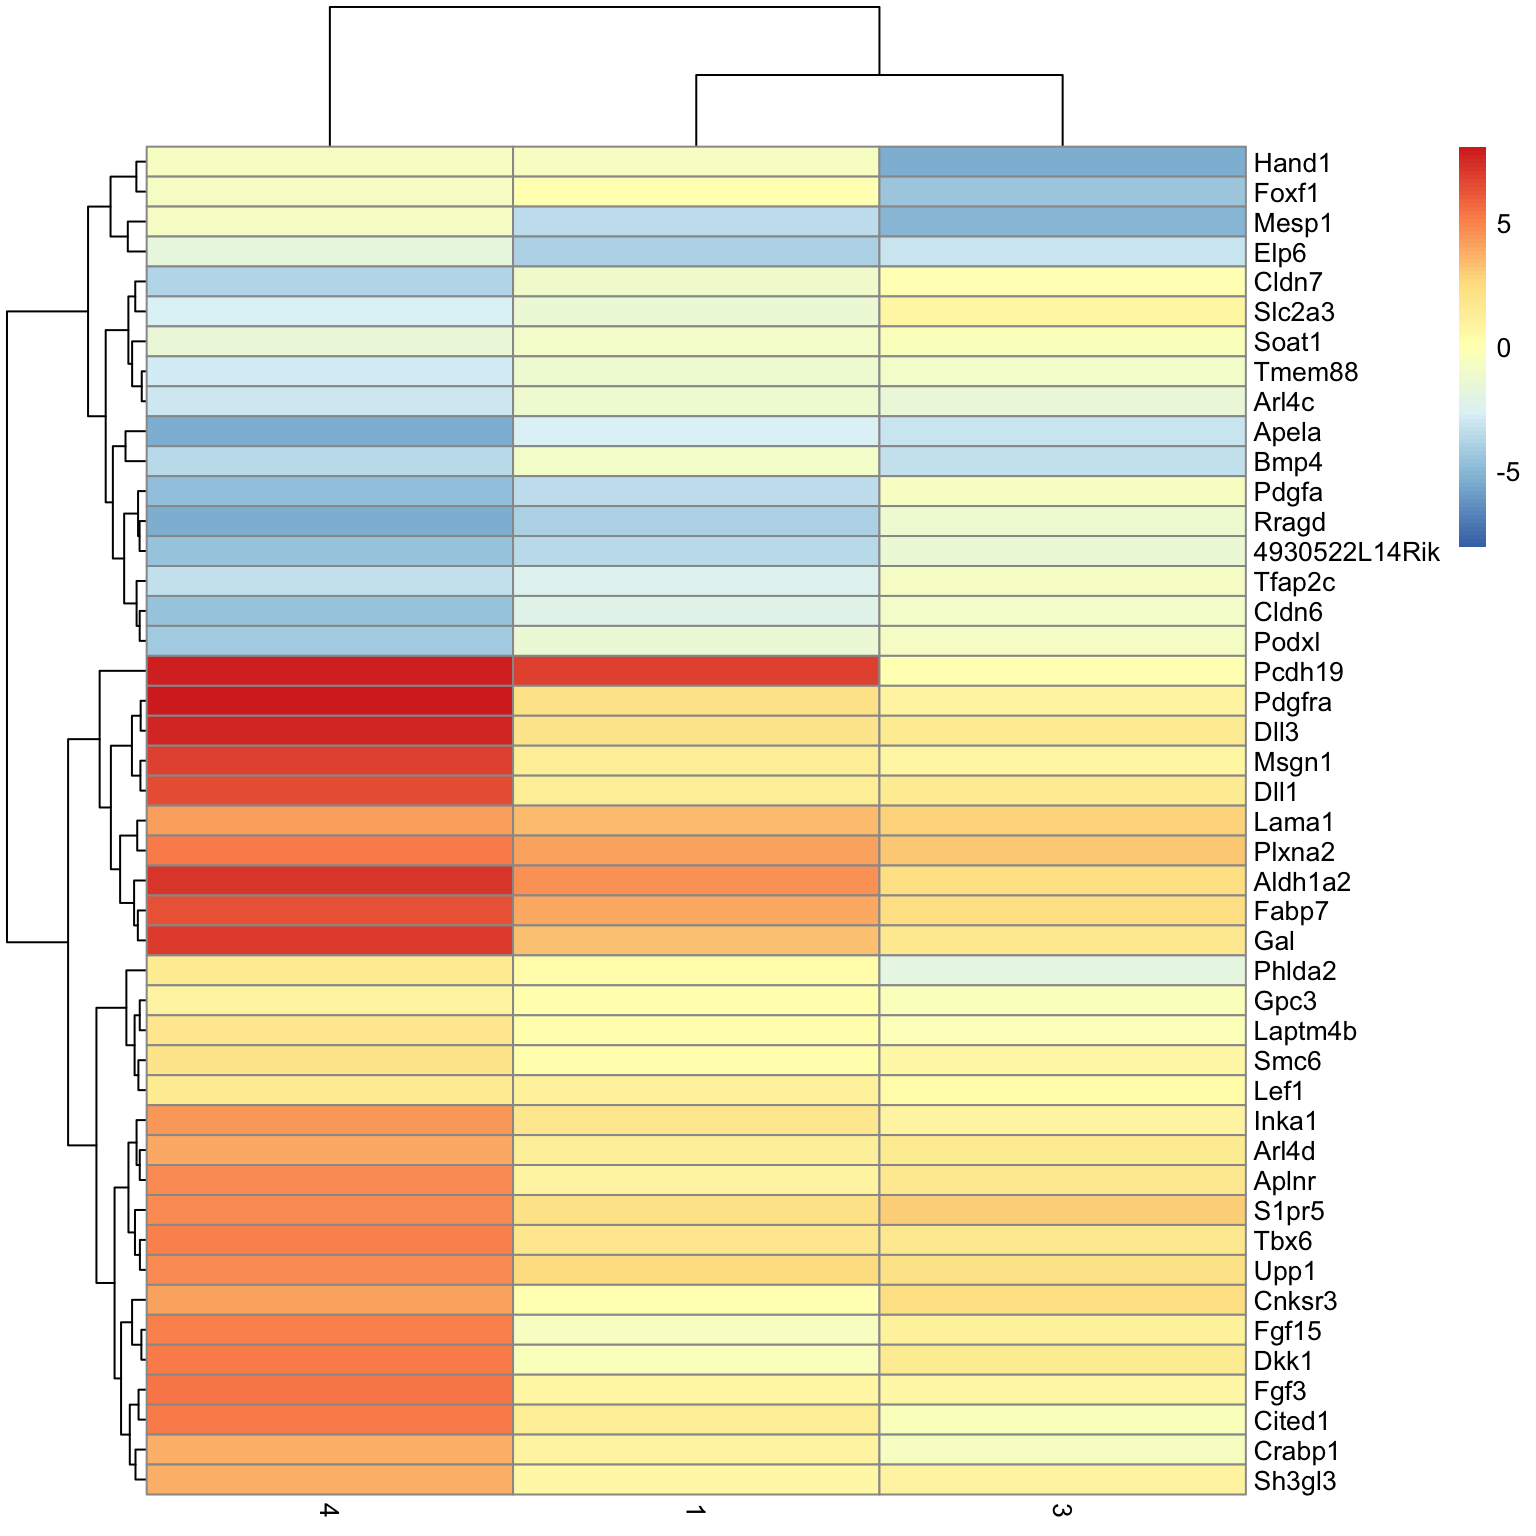 Hand1
Foxf1
Mesp1
Elp6
Cldn7
Slc2a3
Soat1
Tmem88
Arl4c
Apela
Bmp4
Pdgfa
Rragd
4930522L14Rik
Tfap2c
Cldn6
Podxl
Pcdh19
Pdgfra
Dll3
Msgn1
Dll1
Lama1
Plxna2
Aldh1a2
Fabp7
Gal
Phlda2
Gpc3
Laptm4b
Smc6
Lef1
Inka1
Arl4d
Aplnr
S1pr5
Tbx6
Upp1
Cnksr3
Fgf15
Dkk1
Fgf3
Cited1
Crabp1
Sh3gl3
4
1
3
5
0
-5